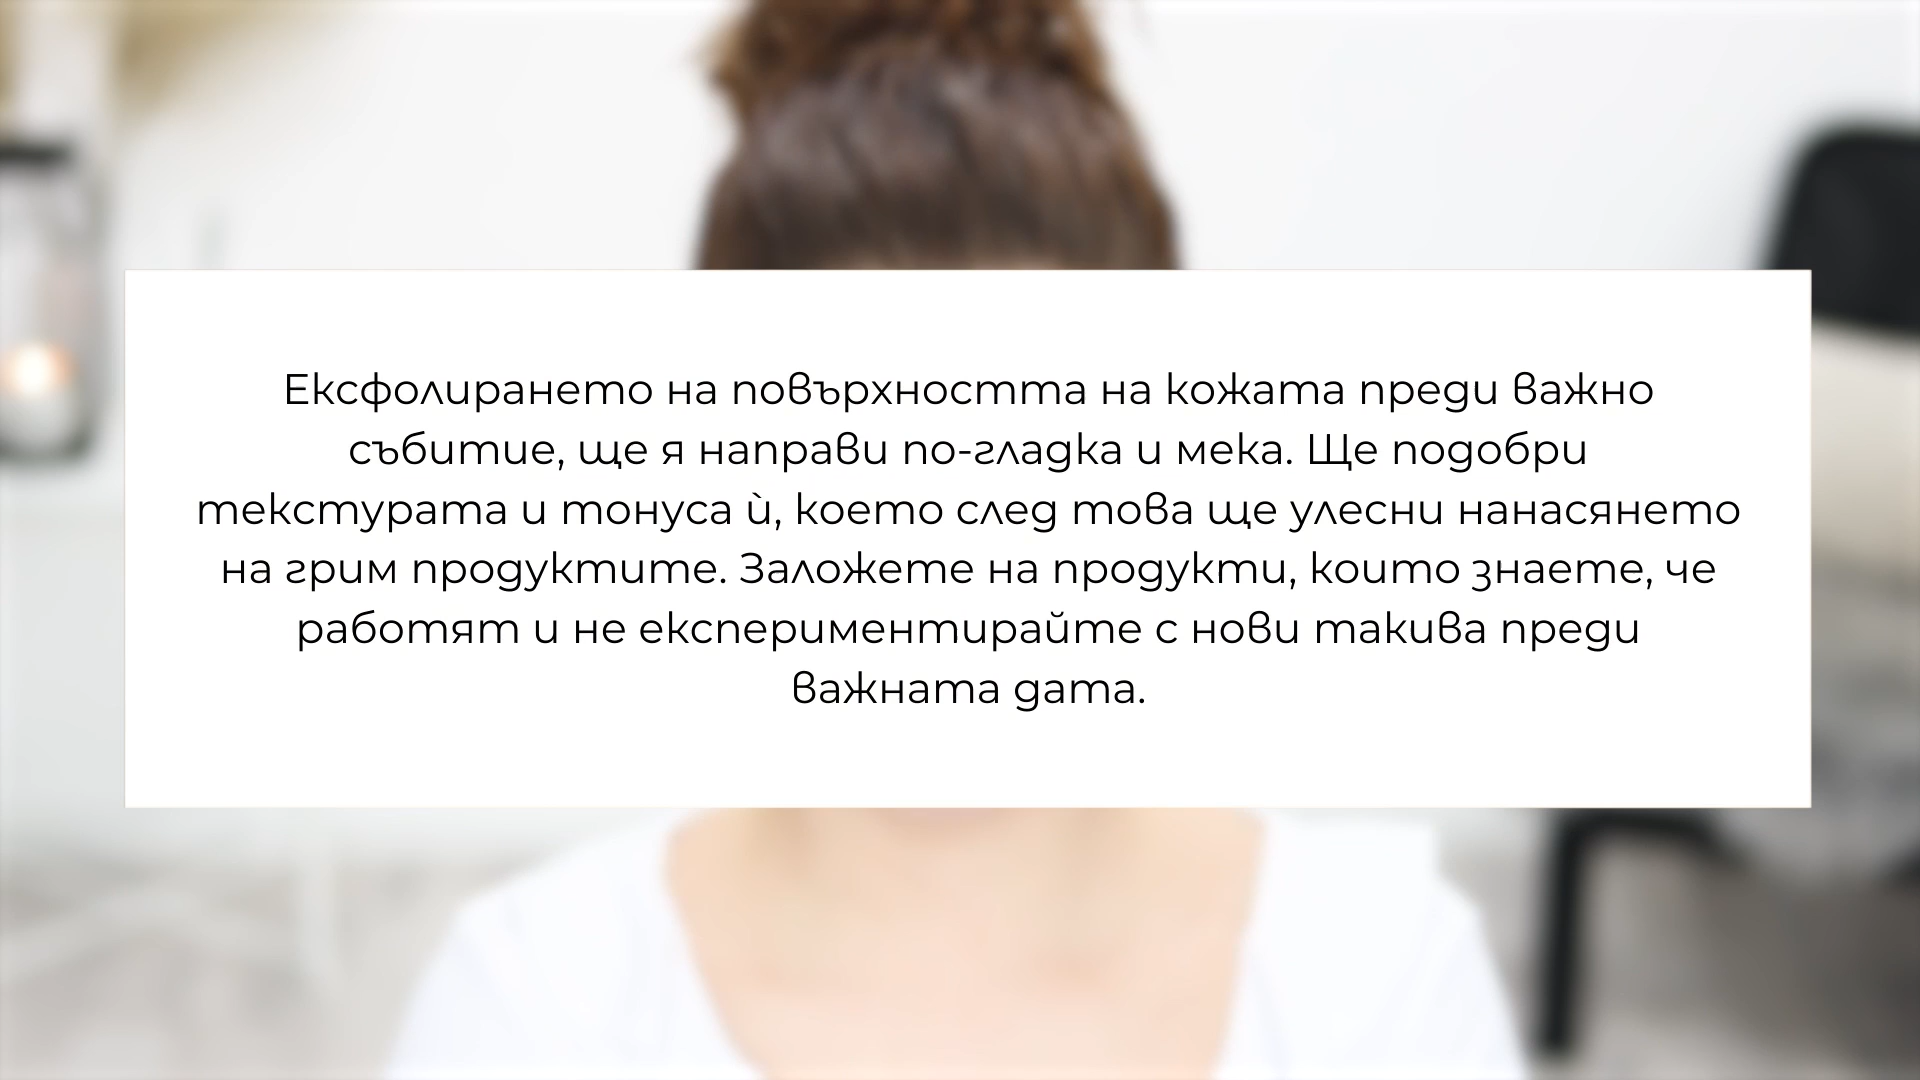 Ексфолирането на повърхността на кожата преди важно
събитие, ще я направи по-гладка и мека. Ще подобри
текстурата и тонуса ѝ, което след това ще улесни нанасянето
на грим продуктите. Заложете на продукти, които знаете, че
работят и не експериментирайте с нови такива преди
важната дата.